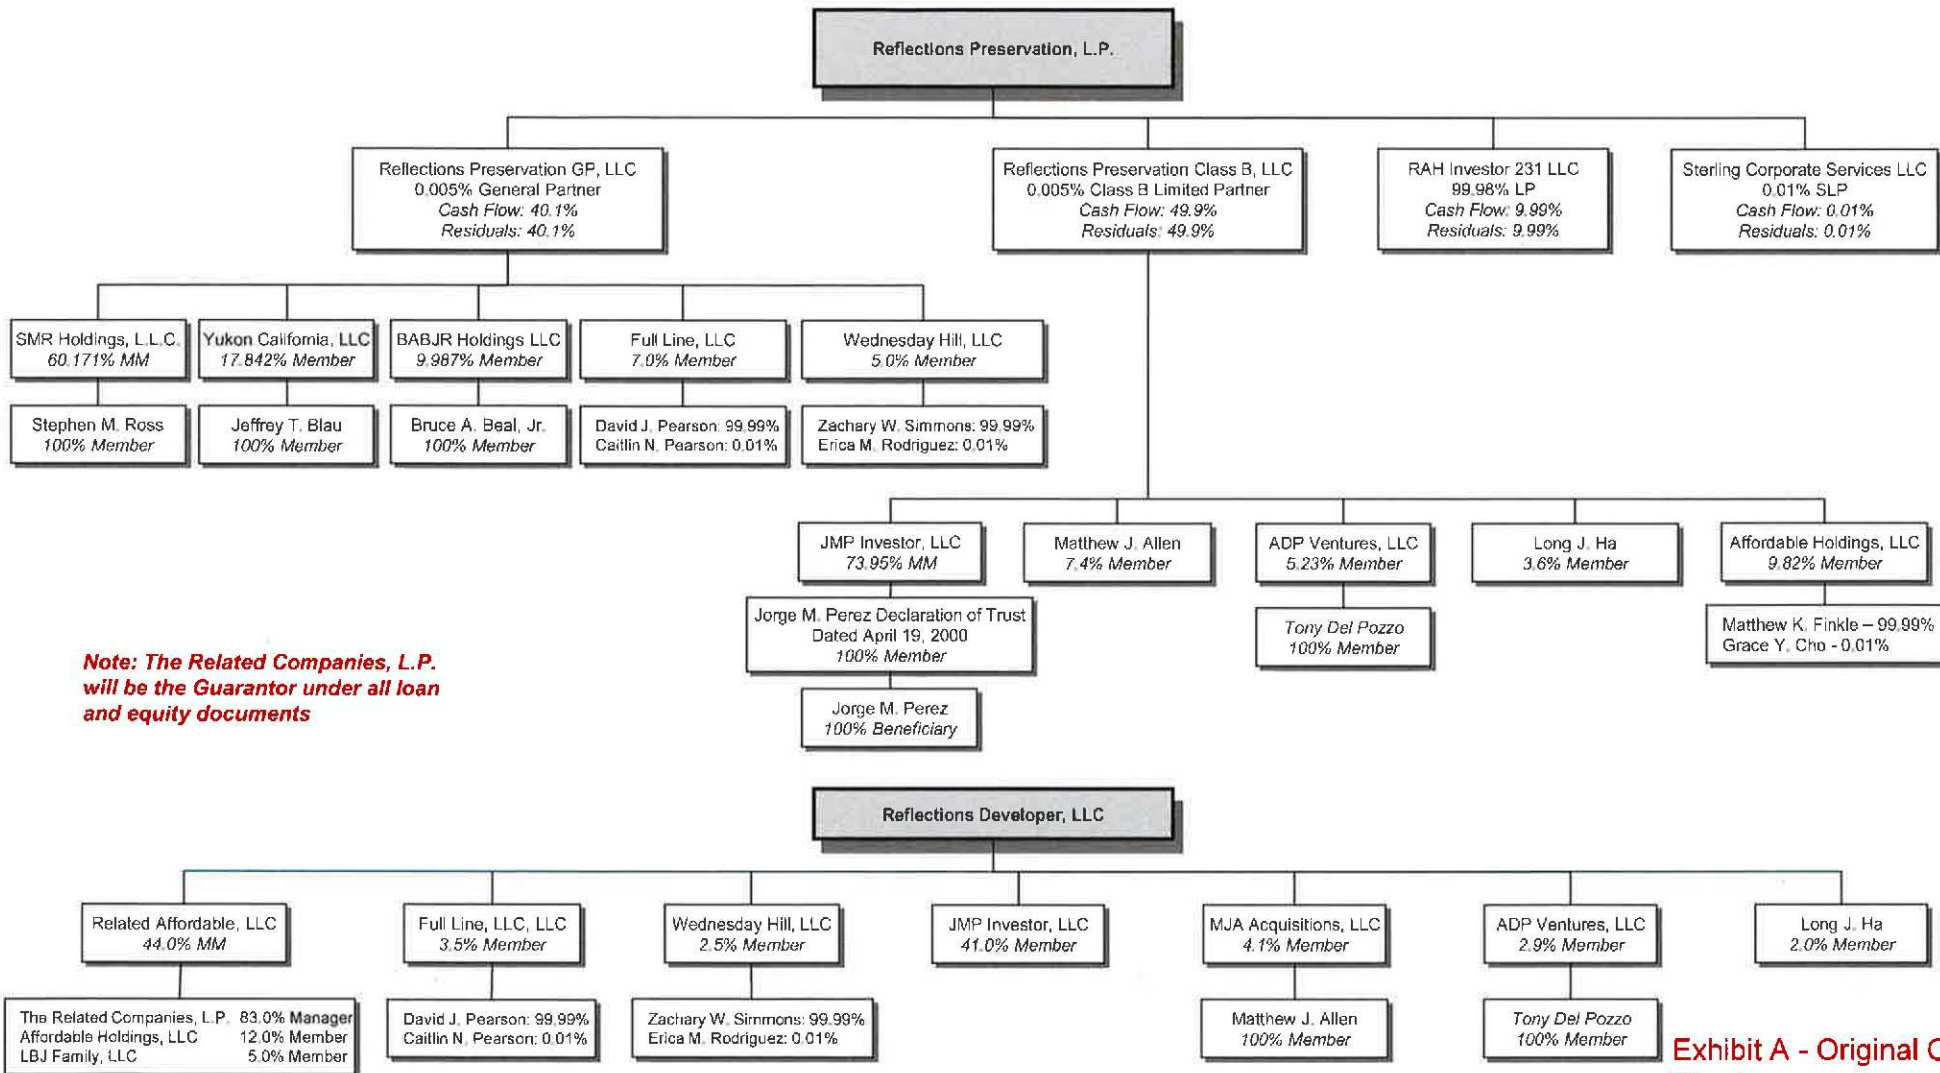 Reflections Preservation, L.P.
Reflections Preservation GP, LLC
0.005% General Partner
Cash Flow: 40.1%
Residuals: 40.1%
Reflections Preservation Class B, LLC
0.005% Class B Limited Partner
Cash Flow: 49.9%
Residuals: 49.9%
RAH Investor 231 LLC
99.98% LP
Cash Flow: 9.99%
Residuals: 9.99%
Sterling Corporate Services LLC
0.01% SLP
Cash Flow: 0.01%
Residuals: 0.01%
SMR Holdings, L.L.C.
60.171% MM
Yukon California, LLC
17.842% Member
BABJR Holdings LLC
9.987% Member
Full Line, LLC
7.0% Member
Wednesday Hill, LLC
5.0% Member
Stephen M. Ross
100% Member
Jeffrey T. Blau
100% Member
Bruce A. Beal, Jr.
100% Member
David J. Pearson: 99.99%
Caitlin N. Pearson: 0.01%
Zachary W. Simmons: 99.99%
Erica M. Rodriguez: 0.01%
JMP Investor, LLC
73.95% MM
Matthew J. Allen
7.4% Member
ADP Ventures, LLC
5.23% Member
Long J. Ha
3.6% Member
Affordable Holdings, LLC
9.82% Member
Jorge M. Perez Declaration of Trust
Dated April 19, 2000
100% Member
Tony Del Pozzo
100% Member
Matthew K. Finkle – 99.99%
Grace Y. Cho - 0.01%
Jorge M. Perez
100% Beneficiary
Note: The Related Companies, L.P.
will be the Guarantor under all loan
and equity documents
Reflections Developer, LLC
Related Affordable, LLC
44.0% MM
Full Line, LLC, LLC
3.5% Member
Wednesday Hill, LLC
2.5% Member
JMP Investor, LLC
41.0% Member
MJA Acquisitions, LLC
4.1% Member
ADP Ventures, LLC
2.9% Member
Long J. Ha
2.0% Member
The Related Companies, L.P. 83.0% Manager
Affordable Holdings, LLC 12.0% Member
LBJ Family, LLC 5.0% Member
David J. Pearson: 99.99%
Caitlin N. Pearson: 0.01%
Zachary W. Simmons: 99.99%
Erica M. Rodriguez: 0.01%
Matthew J. Allen
100% Member
Tony Del Pozzo
100% Member
Exhibit A - Original